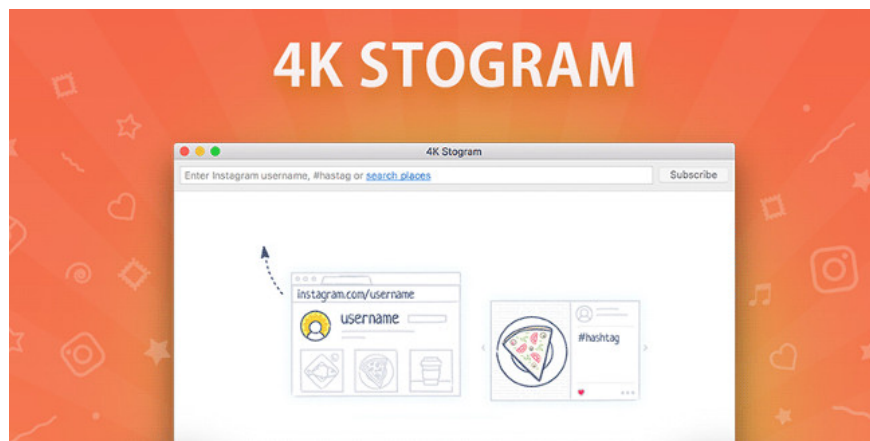 4K STOGRAM
4K Stogram
Enter Instagram username, #hastag or search places
Subscribe
instagram.com/username
username
#hashtag